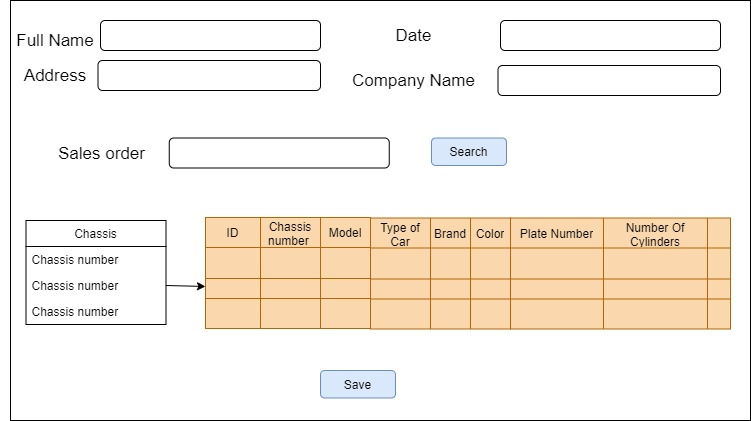 Full Name
Date
Address
Company Name
Sales order
Search
Chassis
Chassis number
Chassis number
Chassis number
ID
Chassis
number
Model
Type of
Car
Brand
Color
Plate Number
Number Of
Cylinders
Save